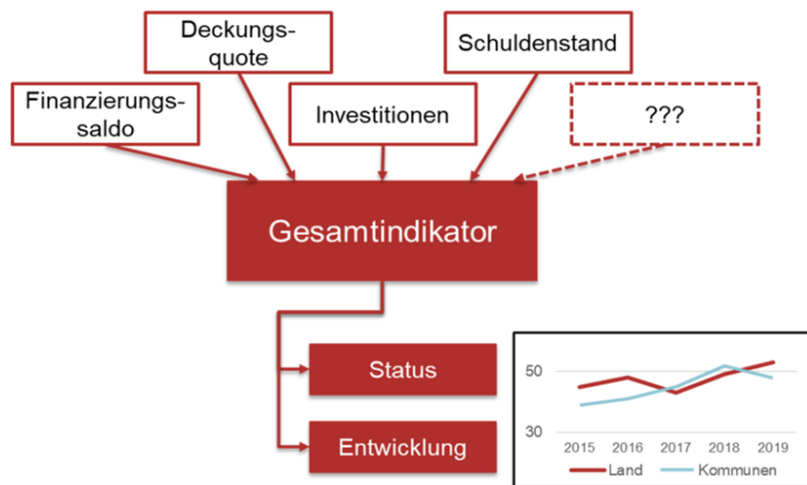 Deckungs-
quote
Schuldenstand
Finanzierungs-
saldo
Investitionen
???
Gesamtindikator
Status
Entwicklung
50
30
2015 2016 2017 2018 2019
Land Kommunen